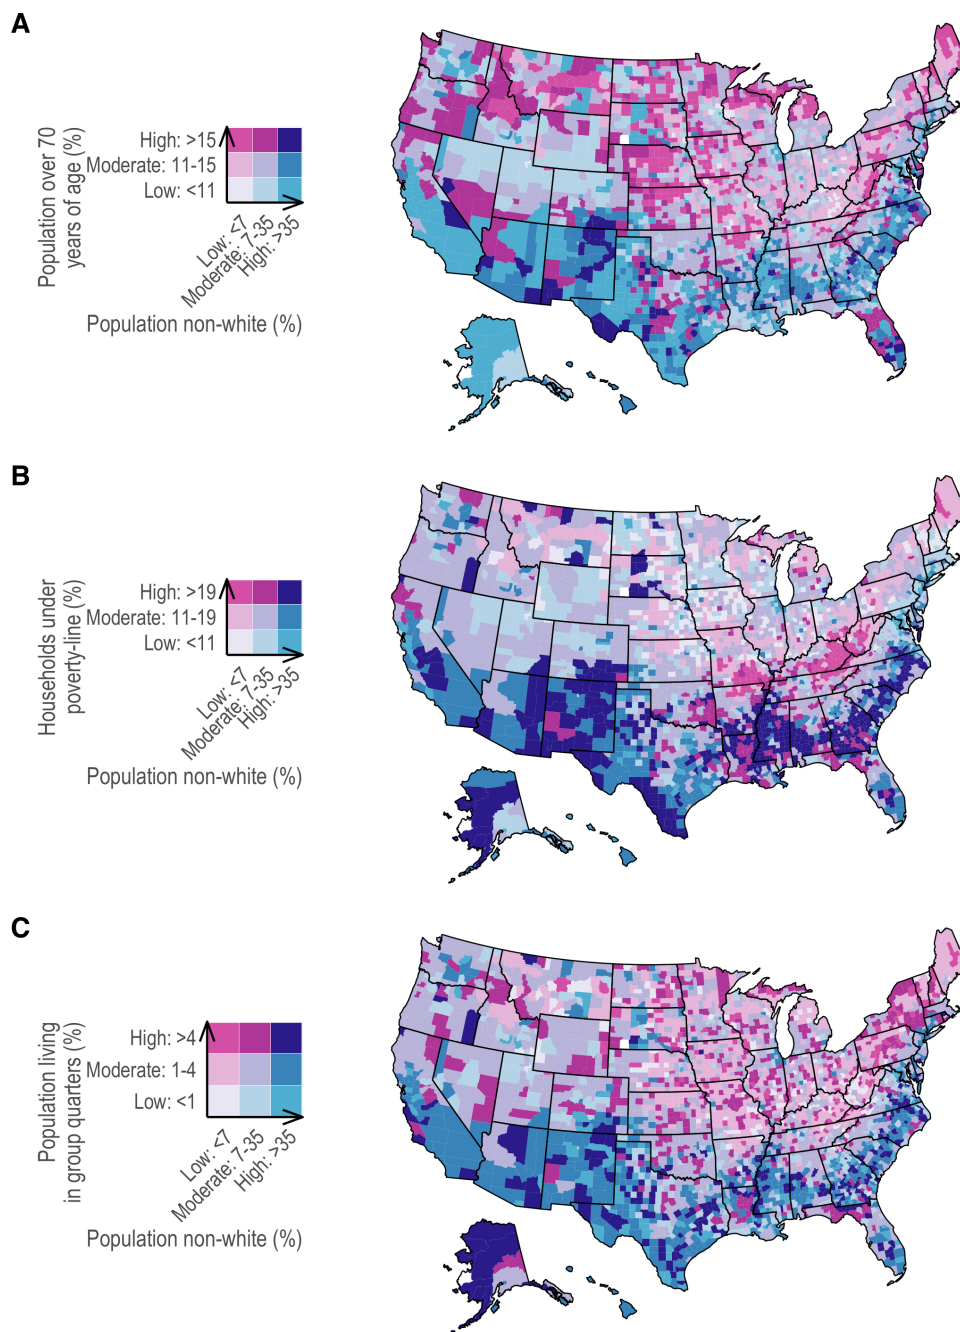 A
Population over 70
years of age (%)
High: >15
Moderate: 11-15
Low: <11
Low: <7
Moderate: 7-35
High: >35
Population non-white (%)
B
Households under
poverty-line (%)
High: >19
Moderate: 11-19
Low: <11
Low: <7
Moderate: 7-35
High: >35
Population non-white (%)
C
Population living
in group quarters (%)
High: >4
Moderate: 1-4
Low: <1
Low: <7
Moderate: 7-35
High: >35
Population non-white (%)